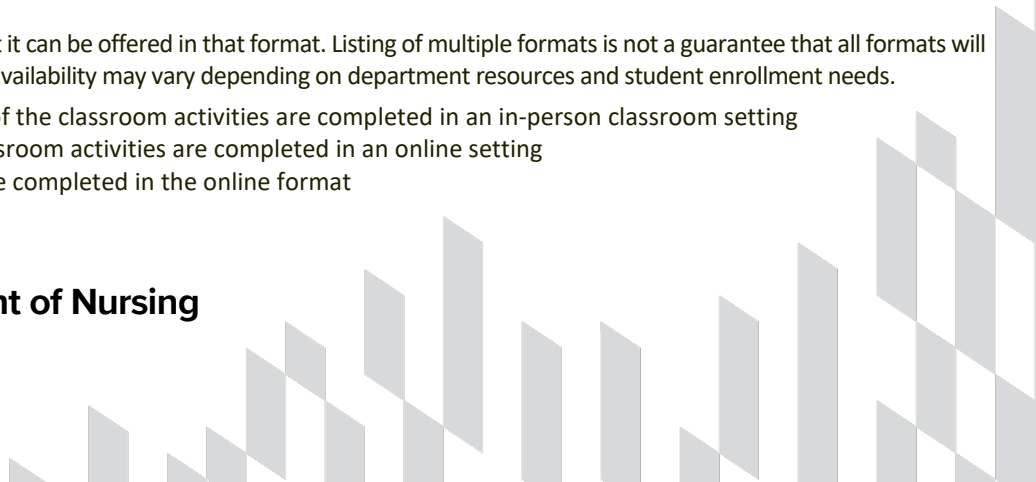 it can be offered in that format. Listing of multiple formats is not a guarantee that all formats will
availability may vary depending on department resources and student enrollment needs.
of the classroom activities are completed in an in-person classroom setting
sroom activities are completed in an online setting
e completed in the online format
nt of Nursing